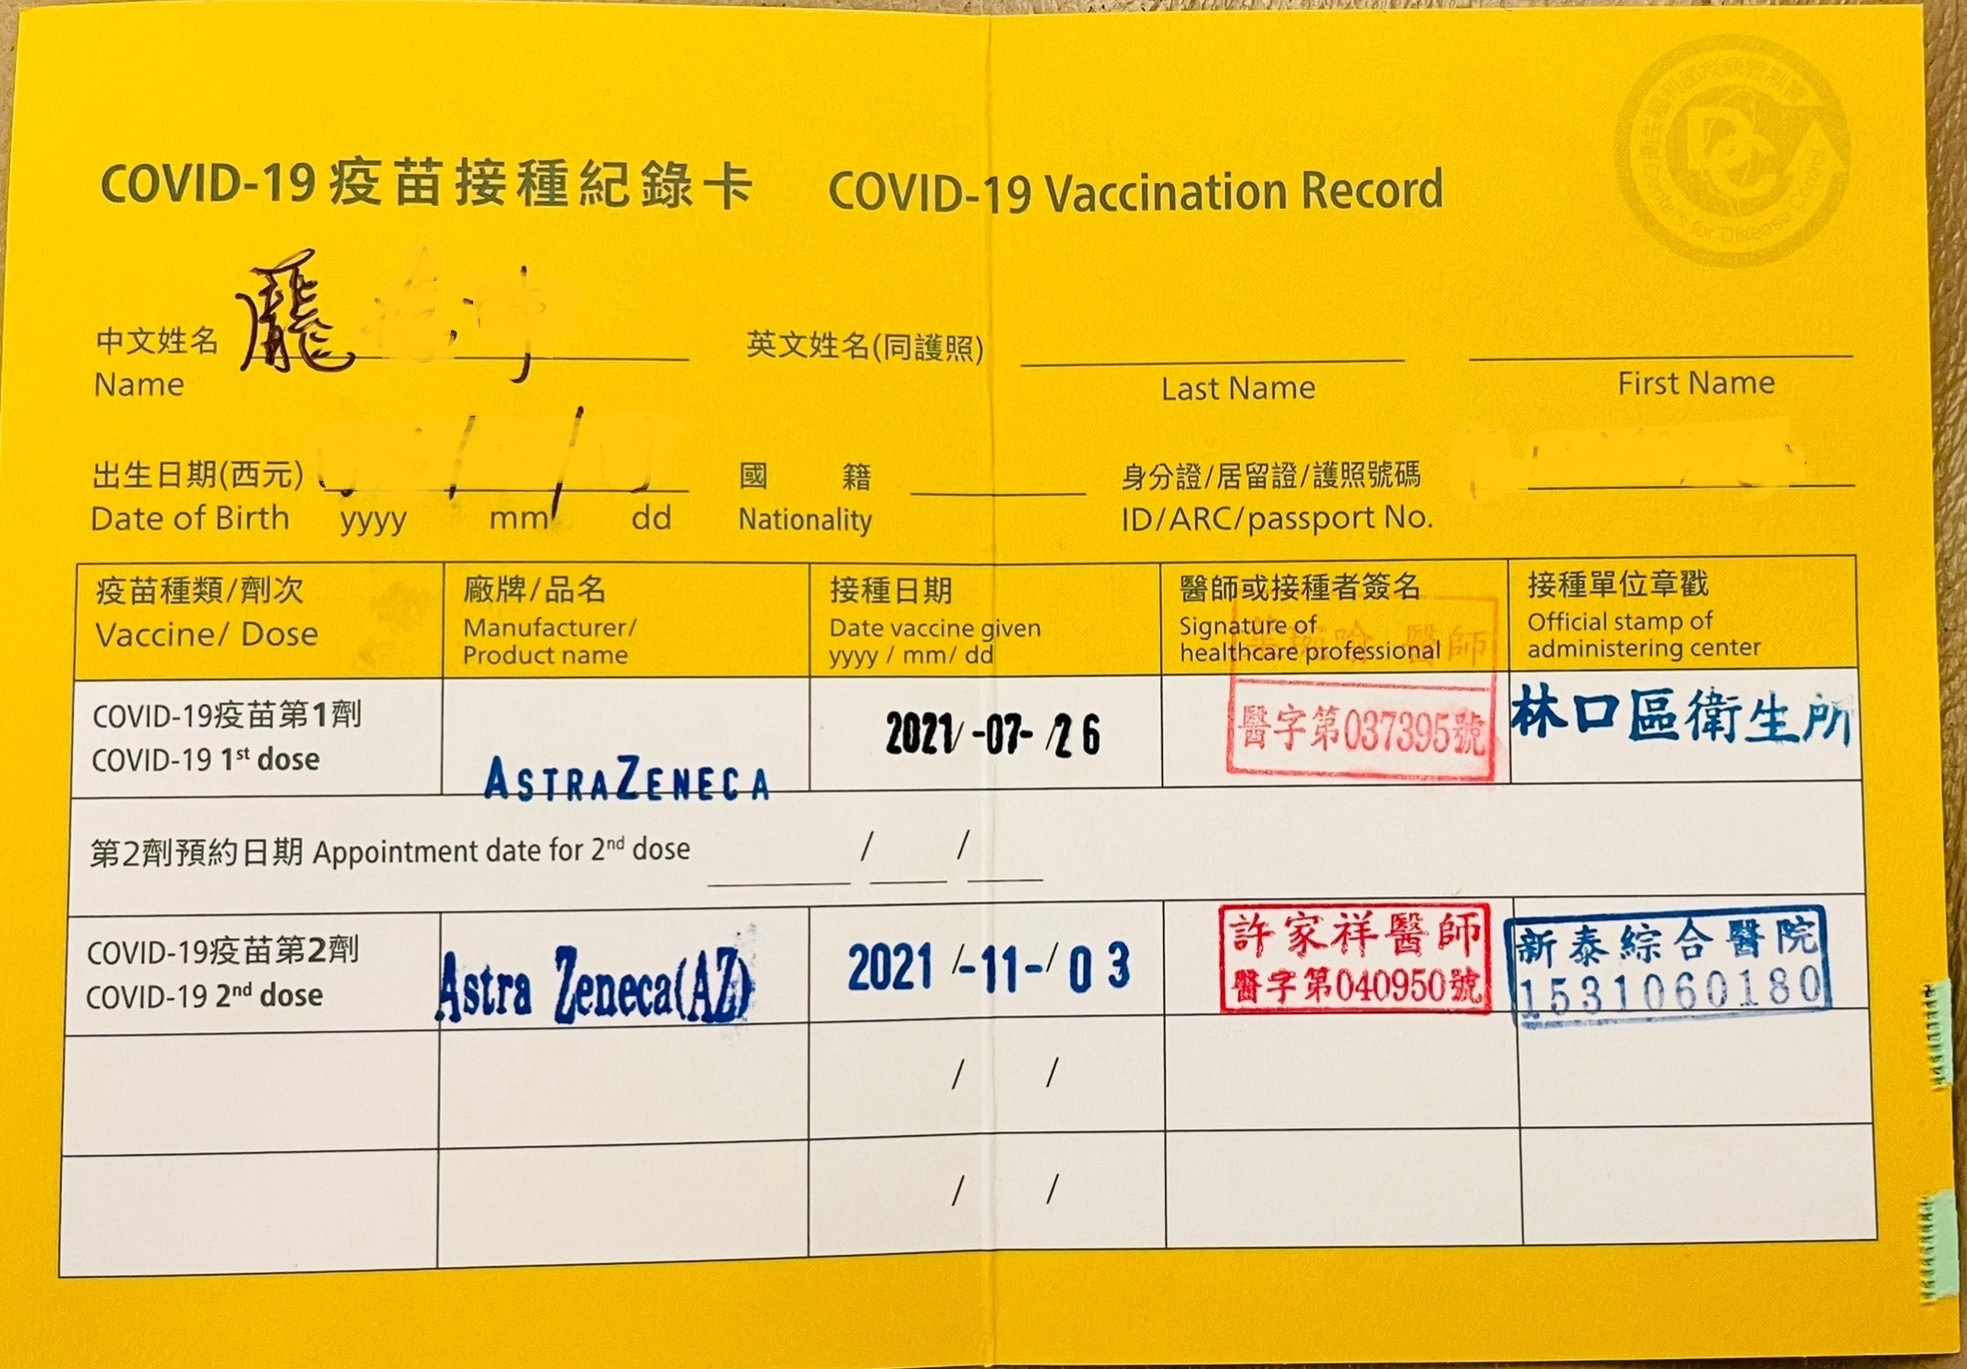 COVID-19 疫苗接種紀錄卡 COVID-19 Vaccination Record
中文姓名 龎 英文姓名(同護照)
Name Last Name First Name
出生日期(西元) / / 國籍 身分證/居留證/護照號碼
Date of Birth yyyy mm dd Nationality ID/ARC/passport No.
疫苗種類/劑次 廠牌/品名 接種日期 醫師或接種者簽名 接種單位章戳
Vaccine/ Dose Manufacturer/ Product name Date vaccine given yyyy / mm/ dd Signature of healthcare professional Official stamp of administering center
醫師
COVID-19疫苗第1劑 2021/-07-/26 醫字第037395號 林口區衛生所
COVID-19 1st dose ASTRAZENECA
第2劑預約日期 Appointment date for 2nd dose / /
COVID-19疫苗第2劑 Astra Zeneca(AZ) 2021/-11-/03 許家祥醫師 新泰綜合醫院
COVID-19 2nd dose 醫字第040950號 1531060180
/ /
/ /
Centers for Disease Control